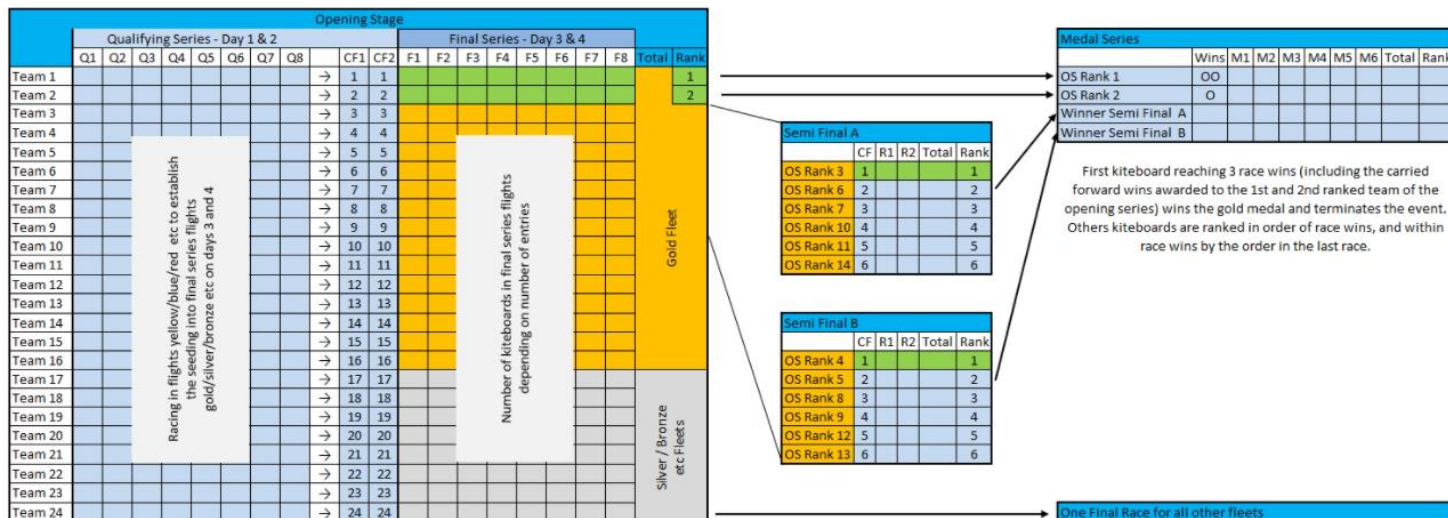 Opening Stage
Qualifying Series - Day 1 & 2 Final Series - Day 3 & 4
Q1 Q2 Q3 Q4 Q5 Q6 Q7 Q8 CF1 CF2 F1 F2 F3 F4 F5 F6 F7 F8 Total Rank
Team 1 → 1 1 1
Team 2 → 2 2 2
Team 3 → 3 3
Team 4 → 4 4
Team 5 → 5 5
Team 6 → 6 6
Team 7 → 7 7
Team 8 → 8 8
Team 9 → 9 9
Team 10 → 10 10
Team 11 → 11 11
Team 12 → 12 12
Team 13 → 13 13
Team 14 → 14 14
Team 15 → 15 15
Team 16 → 16 16
Team 17 → 17 17
Team 18 → 18 18
Team 19 → 19 19
Team 20 → 20 20
Team 21 → 21 21
Team 22 → 22 22
Team 23 → 23 23
Team 24 → 24 24
Racing in flights yellow/blue/red etc to establish
the seeding into final series flights
gold/silver/bronze etc on days 3 and 4
Number of kiteboards in final series flights
depending on number of entries
Gold Fleet
Silver / Bronze
etc Fleets
Semi Final A
CF R1 R2 Total Rank
OS Rank 3 1 1
OS Rank 6 2 2
OS Rank 7 3 3
OS Rank 10 4 4
OS Rank 11 5 5
OS Rank 14 6 6
Semi Final B
CF R1 R2 Total Rank
OS Rank 4 1 1
OS Rank 5 2 2
OS Rank 8 3 3
OS Rank 9 4 4
OS Rank 12 5 5
OS Rank 13 6 6
Medal Series
Wins M1 M2 M3 M4 M5 M6 Total Rank
OS Rank 1 OO
OS Rank 2 O
Winner Semi Final A
Winner Semi Final B
First kiteboard reaching 3 race wins (including the carried
forward wins awarded to the 1st and 2nd ranked team of the
opening series) wins the gold medal and terminates the event.
Others kiteboards are ranked in order of race wins, and within
race wins by the order in the last race.
One Final Race for all other fleets